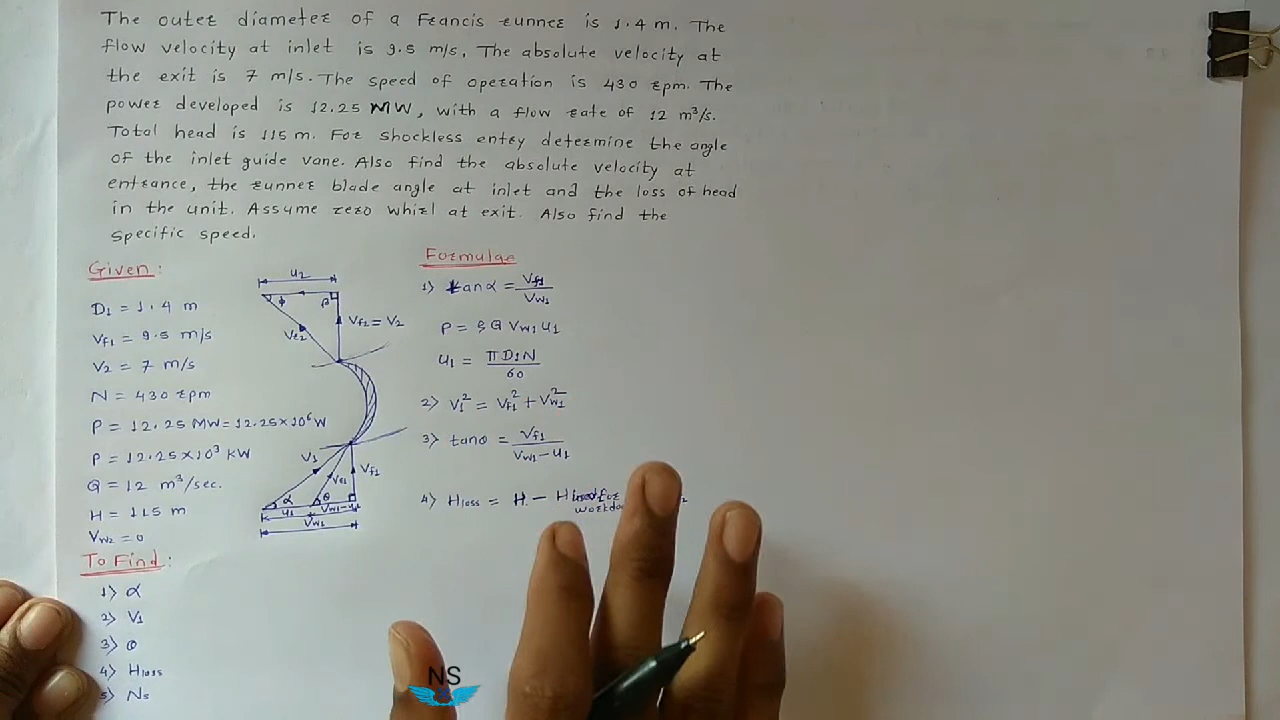 The outer diameter of a Francis runner is 1.4 m. The
flow velocity at inlet is 9.5 m/s. The absolute velocity at
the exit is 7 m/s. The speed of operation is 430 rpm. The
power developed is 12.25 MW, with a flow rate of 12 m³/s.
Total head is 115 m. For shockless entry determine the angle
of the inlet guide vane. Also find the absolute velocity at
entrance, the runner blade angle at inlet and the loss of head
in the unit. Assume zero whirl at exit. Also find the
specific speed.
Given:
D₁ = 1.4 m
Vf₁ = 9.5 m/s
V₂ = 7 m/s
N = 430 rpm
P = 12.25 MW = 12.25×10⁶ W
P = 12.25×10³ KW
Q = 12 m³/sec.
H = 115 m
Vw₂ = 0
To Find:
1) α
2) V₁
3) θ
4) Hloss
5) Ns
u₂
ϕ β
Vr₂ Vf₂ = V₂
V₁ Vr₁ Vf₁
α θ
u₁ Vw₁-u₁
Vw₁
Formulae
1) tan α = Vf₁ / Vw₁
P = ρ Q Vw₁ u₁
u₁ = π D₁ N / 60
2) V₁² = Vf₁² + Vw₁²
3) tan θ = Vf₁ / Vw₁ - u₁
4) Hloss = H -
NS